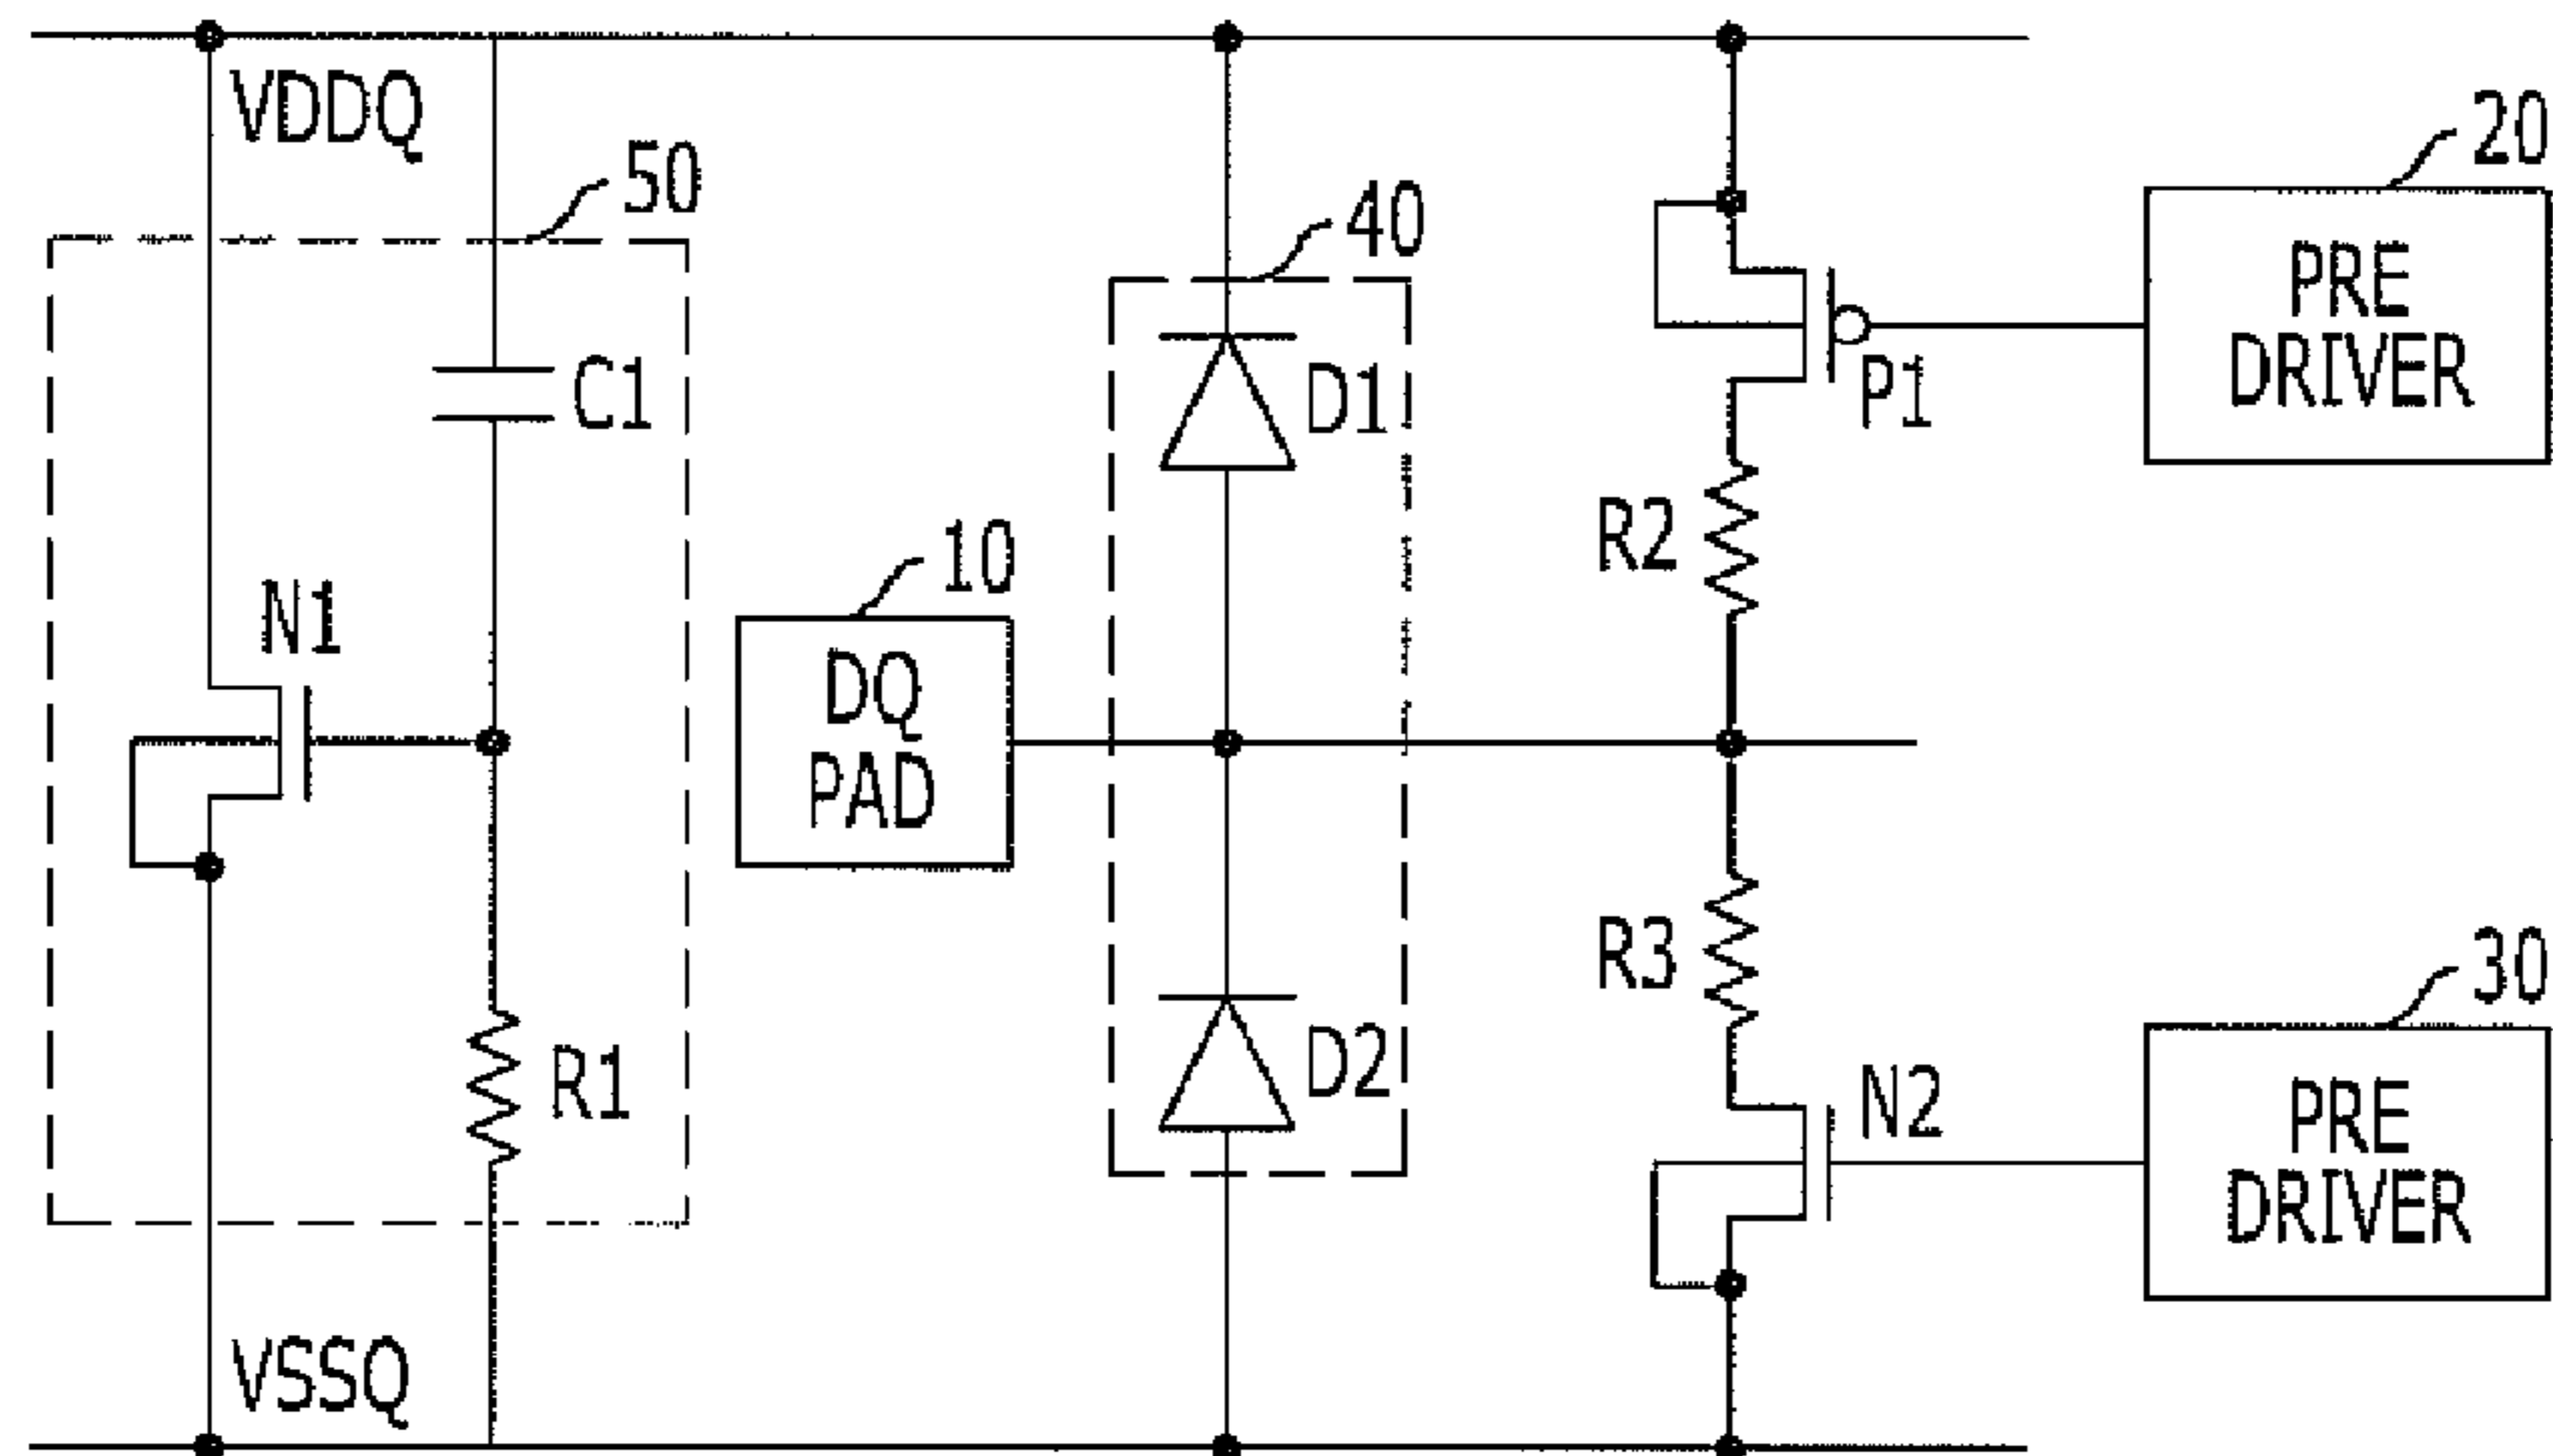 VDDQ
20
50
40
PRE
DRIVER
C1
D1
P1
R2
10
N1
DQ
PAD
R3
30
D2
R1
N2
PRE
DRIVER
VSSQ